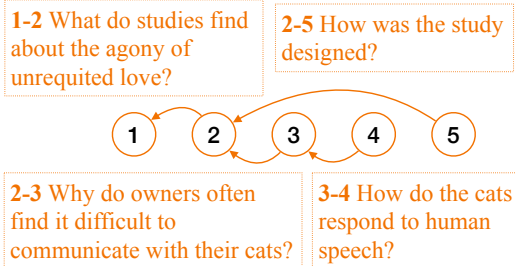 1-2 What do studies find
about the agony of
unrequited love?
2-5 How was the study
designed?
1 2 3 4 5
2-3 Why do owners often
find it difficult to
communicate with their cats?
3-4 How do the cats
respond to human
speech?